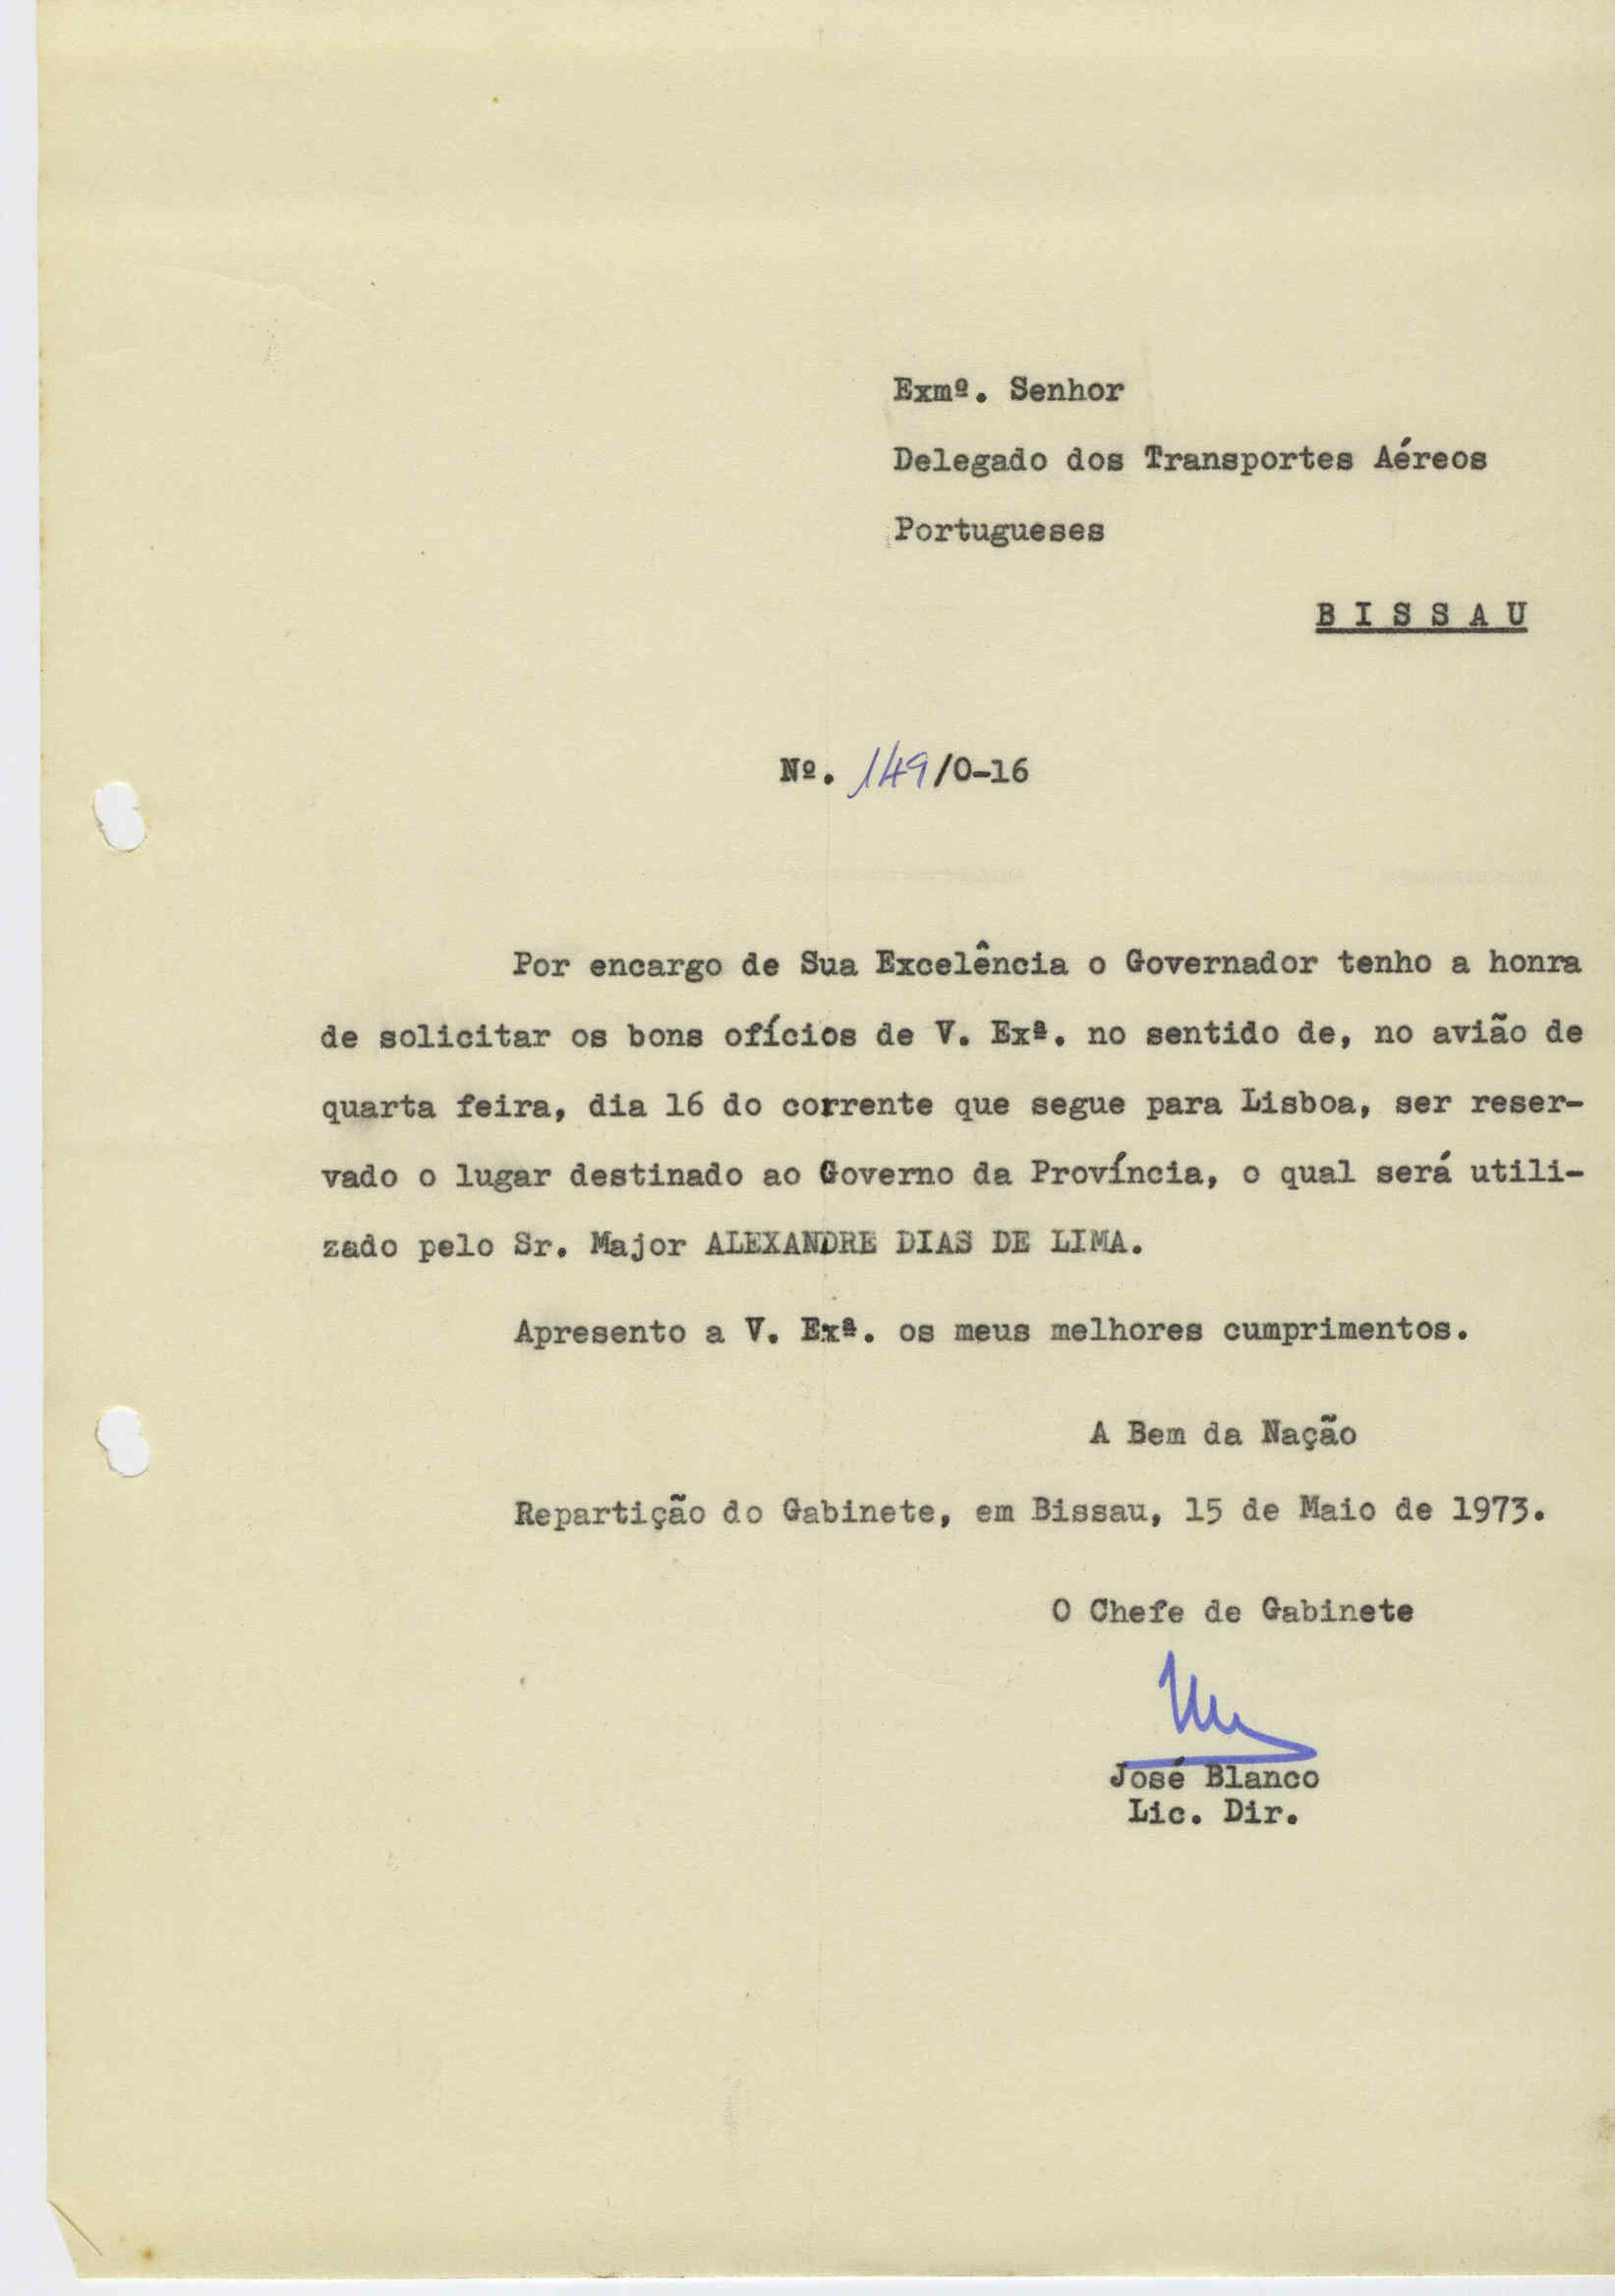 Exmº. Senhor
Delegado dos Transportes Aéreos
Portugueses
B I S S A U
Nº. 149/0-16
Por encargo de Sua Excelência o Governador tenho a honra
de solicitar os bons ofícios de V. Exª. no sentido de, no avião de
quarta feira, dia 16 do corrente que segue para Lisboa, ser reser-
vado o lugar destinado ao Governo da Província, o qual será utili-
zado pelo Sr. Major ALEXANDRE DIAS DE LIMA.
Apresento a V. Exª. os meus melhores cumprimentos.
A Bem da Nação
Repartição do Gabinete, em Bissau, 15 de Maio de 1973.
O Chefe de Gabinete
José Blanco
Lic. Dir.